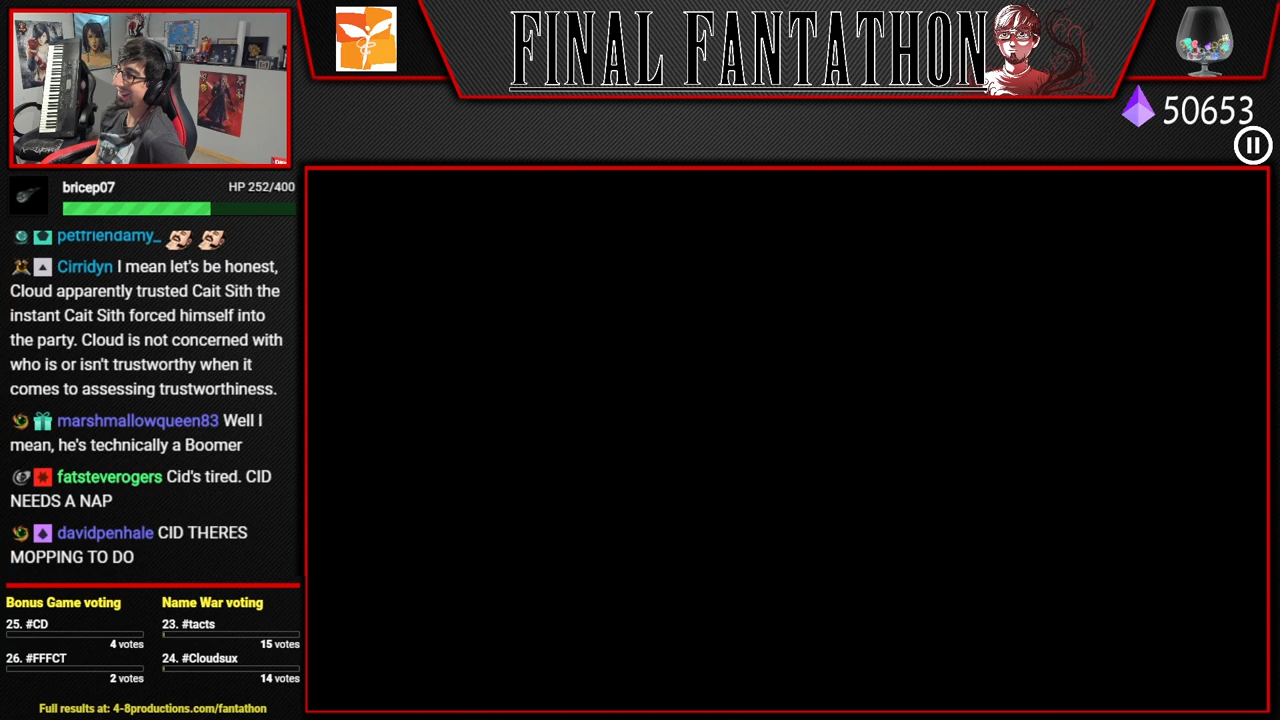 FINAL FANTATHON
50653
bricep07 HP 252/400
petfriendamy_
Cirridyn I mean let's be honest,
Cloud apparently trusted Cait Sith the
instant Cait Sith forced himself into
the party. Cloud is not concerned with
who is or isn't trustworthy when it
comes to assessing trustworthiness.
marshmallowqueen83 Well I
mean, he's technically a Boomer
fatsteverogers Cid's tired. CID
NEEDS A NAP
davidpenhale CID THERES
MOPPING TO DO
Bonus Game voting
25. #CD
4 votes
26. #FFFCT
2 votes
Name War voting
23. #tacts
15 votes
24. #Cloudsux
14 votes
Full results at: 4-8productions.com/fantathon